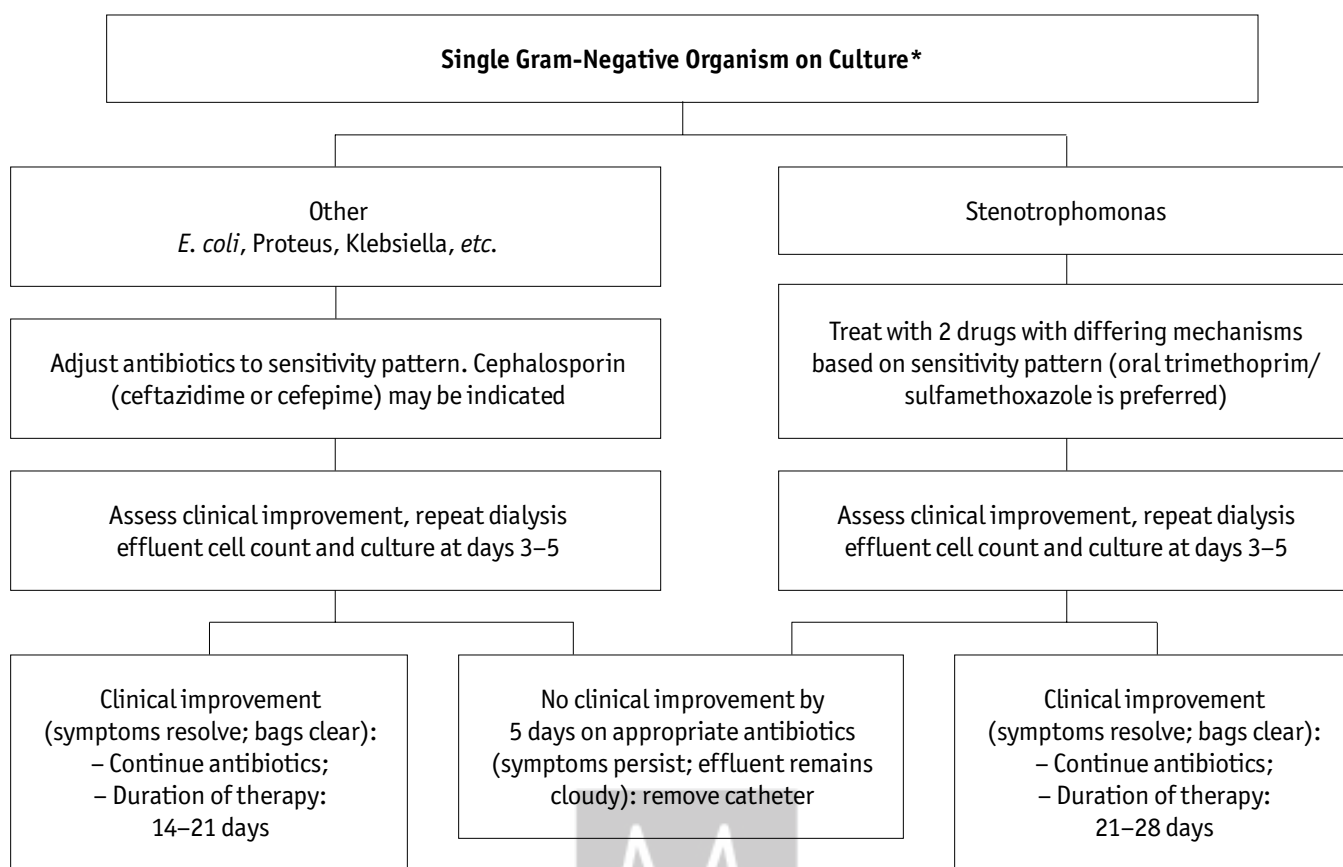 Single Gram-Negative Organism on Culture*
Other
E. coli, Proteus, Klebsiella, etc.
Stenotrophomonas
Adjust antibiotics to sensitivity pattern. Cephalosporin
(ceftazidime or cefepime) may be indicated
Treat with 2 drugs with differing mechanisms
based on sensitivity pattern (oral trimethoprim/
sulfamethoxazole is preferred)
Assess clinical improvement, repeat dialysis
effluent cell count and culture at days 3–5
Assess clinical improvement, repeat dialysis
effluent cell count and culture at days 3–5
Clinical improvement
(symptoms resolve; bags clear):
– Continue antibiotics;
– Duration of therapy:
14–21 days
No clinical improvement by
5 days on appropriate antibiotics
(symptoms persist; effluent remains
cloudy): remove catheter
Clinical improvement
(symptoms resolve; bags clear):
– Continue antibiotics;
– Duration of therapy:
21–28 days